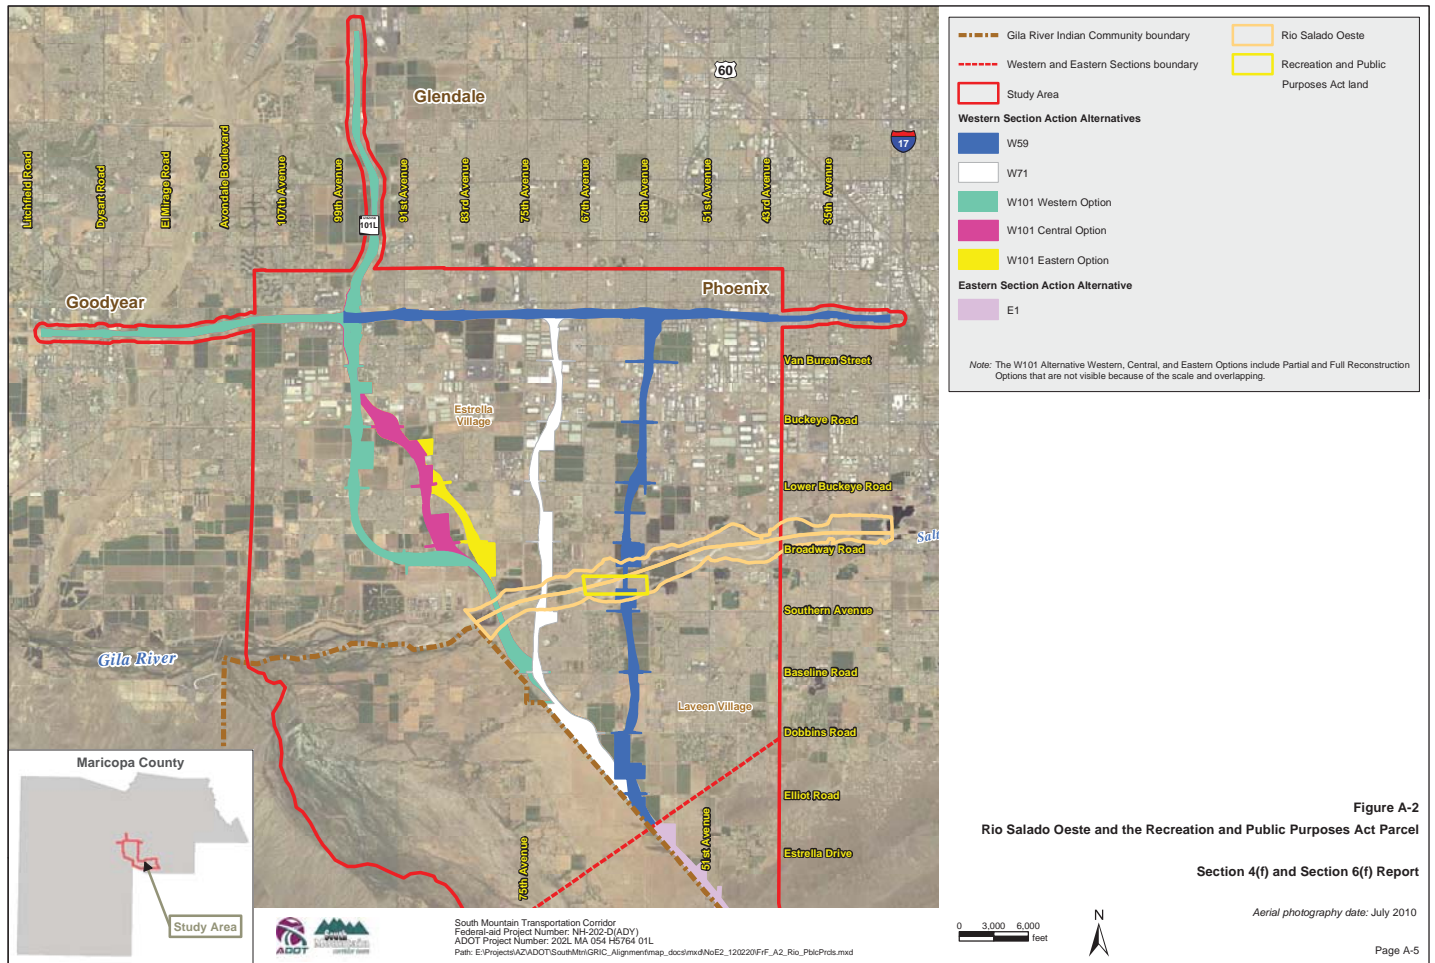 Glendale
60
17
Litchfield Road
Dysart Road
El Mirage Road
Avondale Boulevard
107th Avenue
99th Avenue
91st Avenue
83rd Avenue
75th Avenue
67th Avenue
59th Avenue
51st Avenue
43rd Avenue
35th Avenue
101L
Goodyear
Phoenix
Van Buren Street
Estrella
Village
Buckeye Road
Lower Buckeye Road
Salt
Broadway Road
Southern Avenue
Gila River
Baseline Road
Laveen Village
Dobbins Road
Elliot Road
75th Avenue
51st Avenue
Estrella Drive
Maricopa County
Study Area
Gila River Indian Community boundary
Western and Eastern Sections boundary
Study Area
Rio Salado Oeste
Recreation and Public
Purposes Act land
Western Section Action Alternatives
W59
W71
W101 Western Option
W101 Central Option
W101 Eastern Option
Eastern Section Action Alternative
E1
Note: The W101 Alternative Western, Central, and Eastern Options include Partial and Full Reconstruction
Options that are not visible because of the scale and overlapping.
Figure A-2
Rio Salado Oeste and the Recreation and Public Purposes Act Parcel
Section 4(f) and Section 6(f) Report
Aerial photography date: July 2010
Page A-5
0 3,000 6,000
feet
N
ADOT
South
Mountain
South Mountain Transportation Corridor
Federal-aid Project Number: NH-202-D(ADY)
ADOT Project Number: 202L MA 054 H5764 01L
Path: E:\Projects\AZ\ADOT\SouthMtn\GRIC_Alignment\map_docs\mxd\NoE2_120220\FrF_A2_Rio_PblcPrcls.mxd